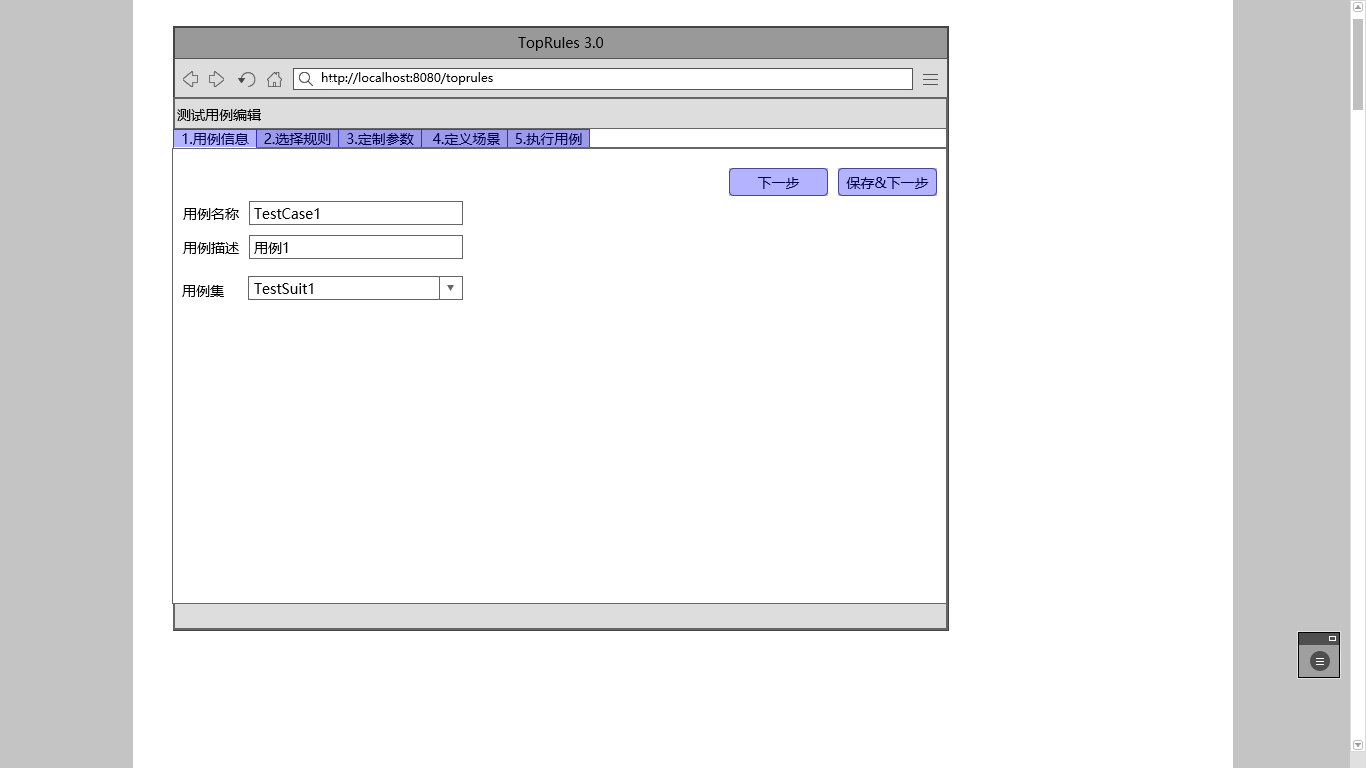 TopRules 3.0
http://localhost:8080/toprules
测试用例编辑
1.用例信息 2.选择规则 3.定制参数 4.定义场景 5.执行用例
下一步 保存&下一步
用例名称 TestCase1
用例描述 用例1
用例集 TestSuit1